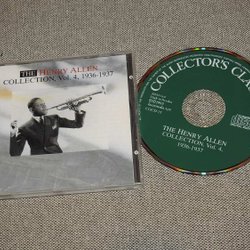 THE HENRY ALLEN
COLLECTION, Vol. 4, 1936-1937
COLLECTOR'S CLA
THE HENRY ALLEN
COLLECTION, Vol. 4,
1936-1937